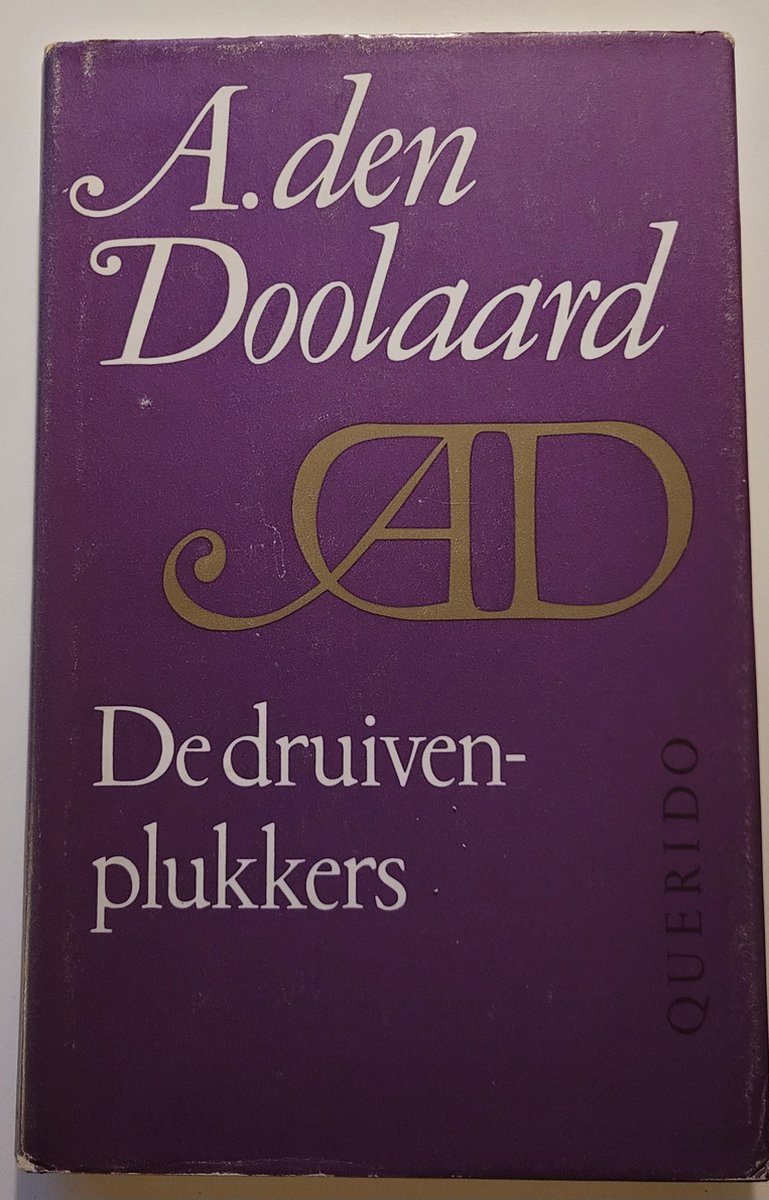 A. den
Doolaard
AD
De druiven-
plukkers
QUERIDO